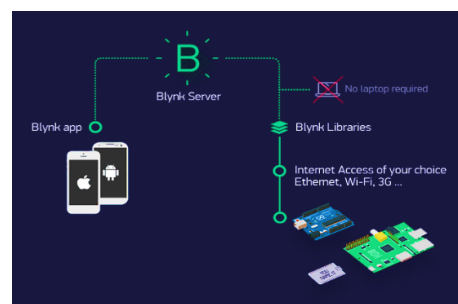 B
Blynk Server
No laptop required
Blynk app
Blynk Libraries
Internet Access of your choice
Ethernet, Wi-Fi, 3G ...